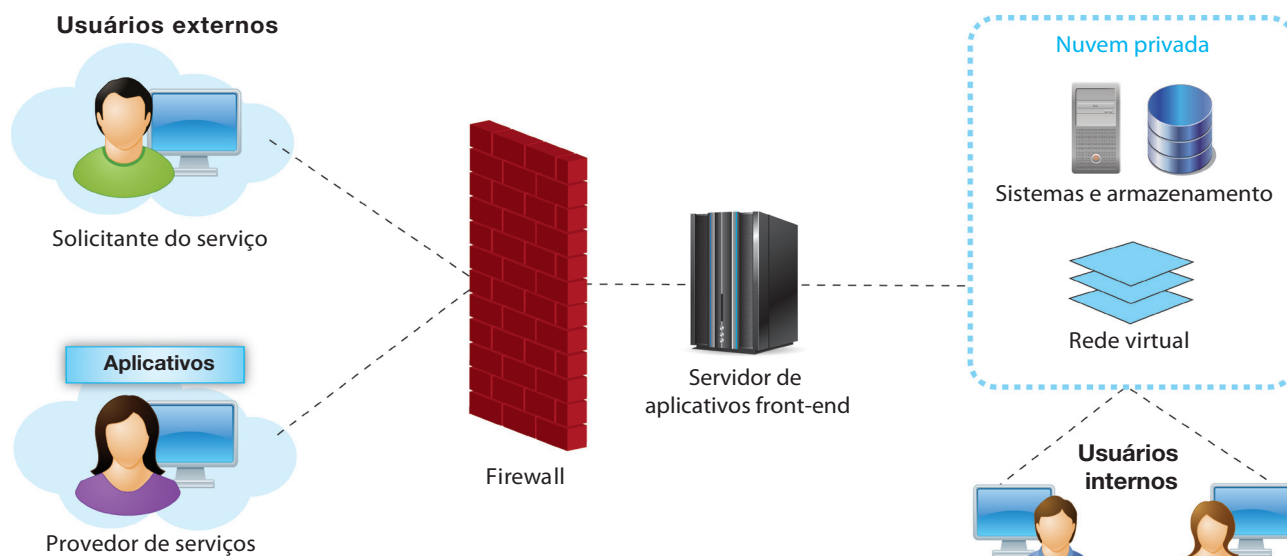 Usuários externos
Solicitante do serviço
Aplicativos
Provedor de serviços
Firewall
Servidor de
aplicativos front-end
Nuvem privada
Sistemas e armazenamento
Rede virtual
Usuários
internos